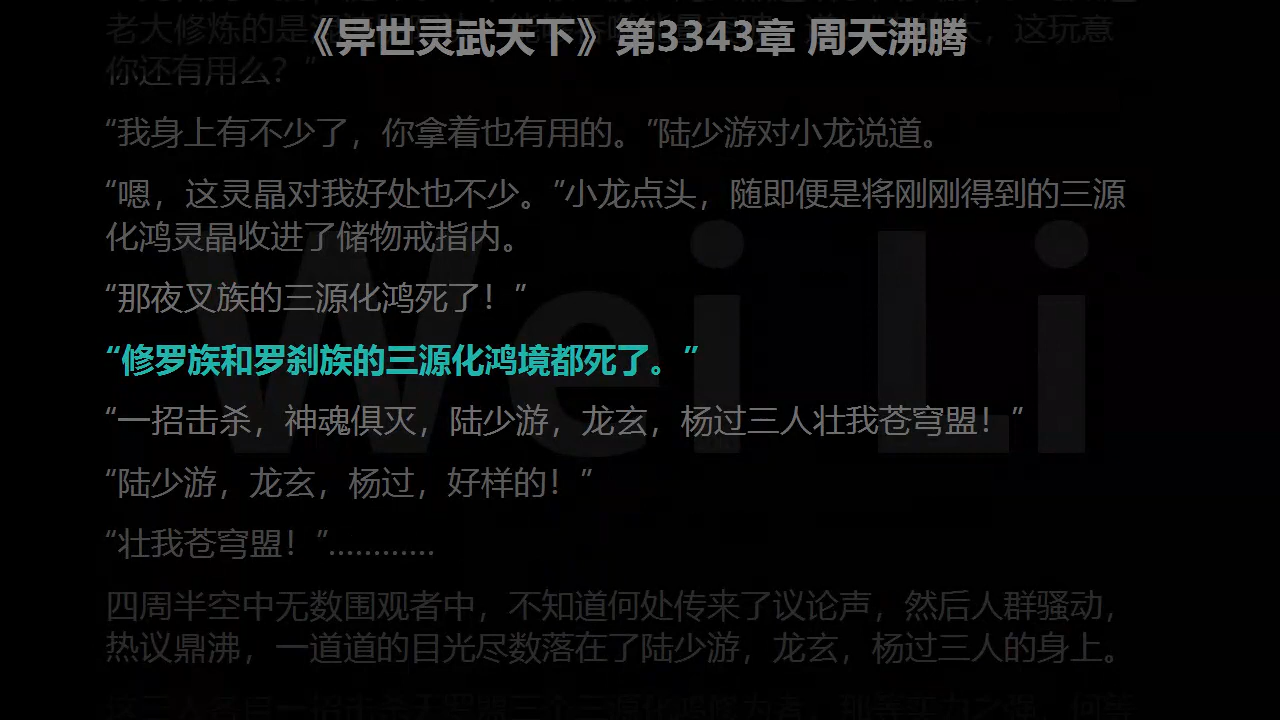 《异世灵武天下》第3343章 周天沸腾
你还有用么？”
“我身上有不少了，你拿着也有用的。”陆少游对小龙说道。
“嗯，这灵晶对我好处也不少。”小龙点头，随即便是将刚刚得到的三源
化鸿灵晶收进了储物戒指内。
“那夜叉族的三源化鸿死了！”
“修罗族和罗刹族的三源化鸿境都死了。”
“一招击杀，神魂俱灭，陆少游，龙玄，杨过三人壮我苍穹盟！”
“陆少游，龙玄，杨过，好样的！”
“壮我苍穹盟！”…………
四周半空中无数围观者中，不知道何处传来了议论声，然后人群骚动，
热议鼎沸，一道道的目光尽数落在了陆少游，龙玄，杨过三人的身上。
Wei Li